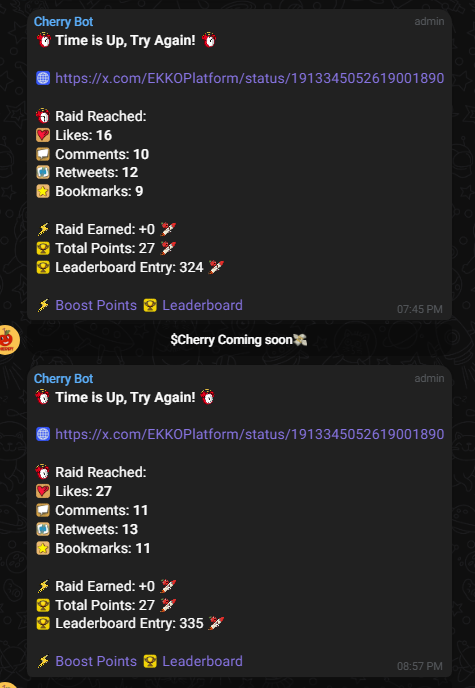 Cherry Bot admin
Time is Up, Try Again!
https://x.com/EKKOPlatform/status/1913345052619001890
Raid Reached:
Likes: 16
Comments: 10
Retweets: 12
Bookmarks: 9
Raid Earned: +0
Total Points: 27
Leaderboard Entry: 324
Boost Points Leaderboard
07:45 PM
$Cherry Coming soon
Cherry Bot admin
Time is Up, Try Again!
https://x.com/EKKOPlatform/status/1913345052619001890
Raid Reached:
Likes: 27
Comments: 11
Retweets: 13
Bookmarks: 11
Raid Earned: +0
Total Points: 27
Leaderboard Entry: 335
Boost Points Leaderboard
08:57 PM